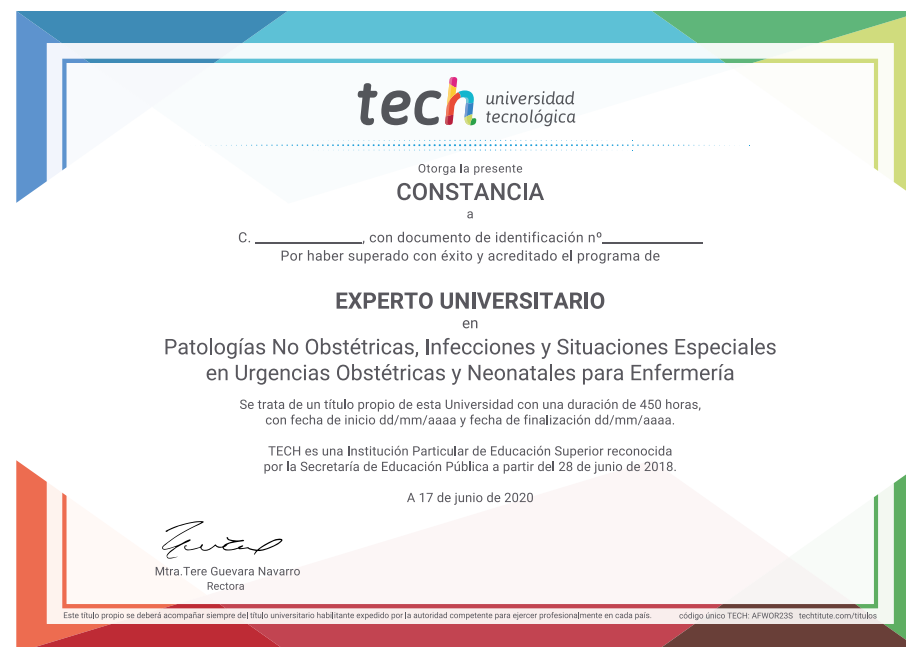 tech universidad
tecnológica
Otorga la presente
CONSTANCIA
a
C. ____________, con documento de identificación nº____________
Por haber superado con éxito y acreditado el programa de
EXPERTO UNIVERSITARIO
en
Patologías No Obstétricas, Infecciones y Situaciones Especiales
en Urgencias Obstétricas y Neonatales para Enfermería
Se trata de un título propio de esta Universidad con una duración de 450 horas,
con fecha de inicio dd/mm/aaaa y fecha de finalización dd/mm/aaaa.
TECH es una Institución Particular de Educación Superior reconocida
por la Secretaría de Educación Pública a partir del 28 de junio de 2018.
A 17 de junio de 2020
Mtra.Tere Guevara Navarro
Rectora
Este título propio se deberá acompañar siempre del título universitario habilitante expedido por la autoridad competente para ejercer profesionalmente en cada país. código único TECH: AFWOR23S techtitute.com/titulos